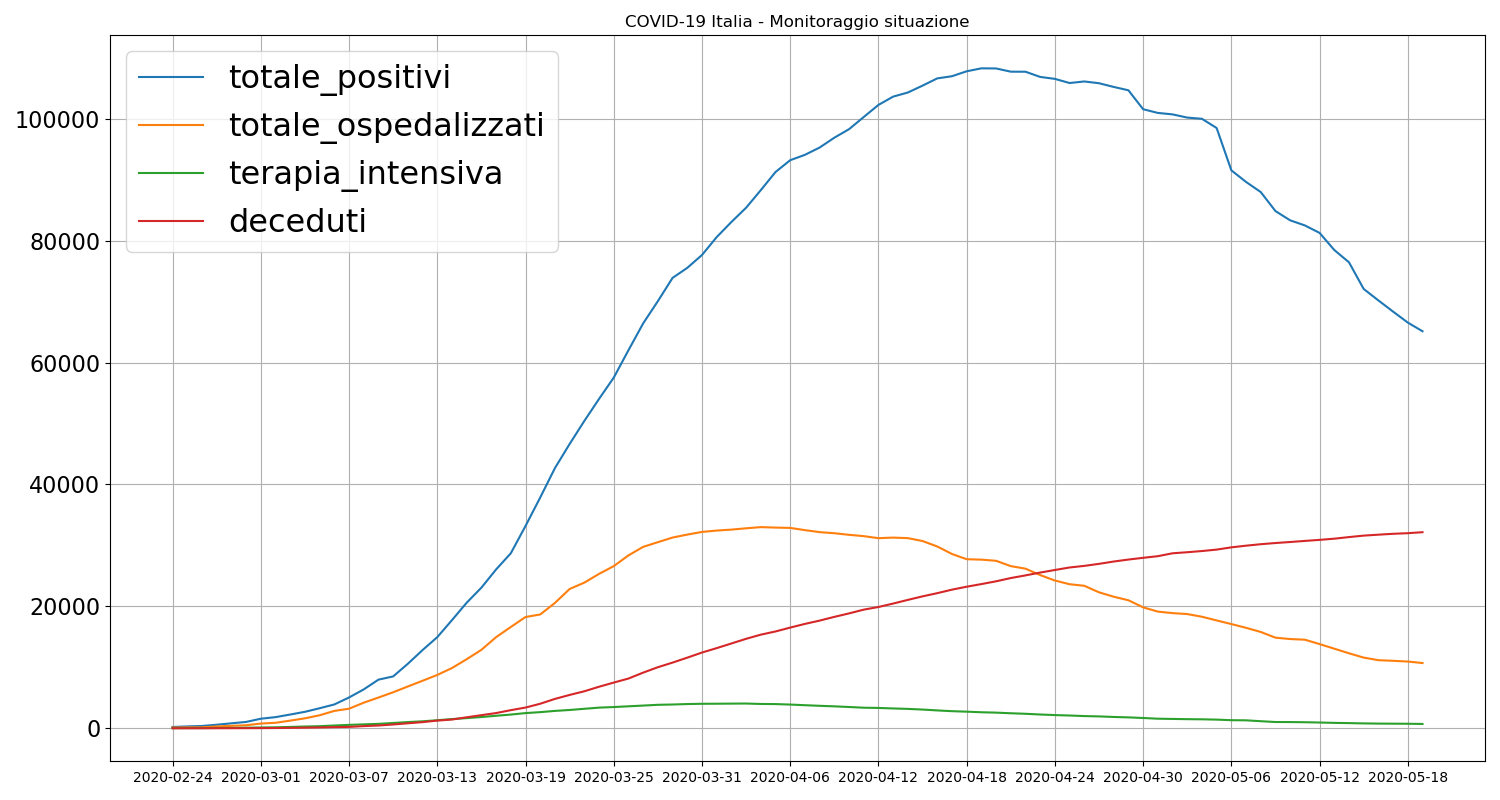 COVID-19 Italia - Monitoraggio situazione
totale_positivi
totale_ospedalizzati
terapia_intensiva
deceduti
100000
80000
60000
40000
20000
0
2020-02-24 2020-03-01 2020-03-07 2020-03-13 2020-03-19 2020-03-25 2020-03-31 2020-04-06 2020-04-12 2020-04-18 2020-04-24 2020-04-30 2020-05-06 2020-05-12 2020-05-18